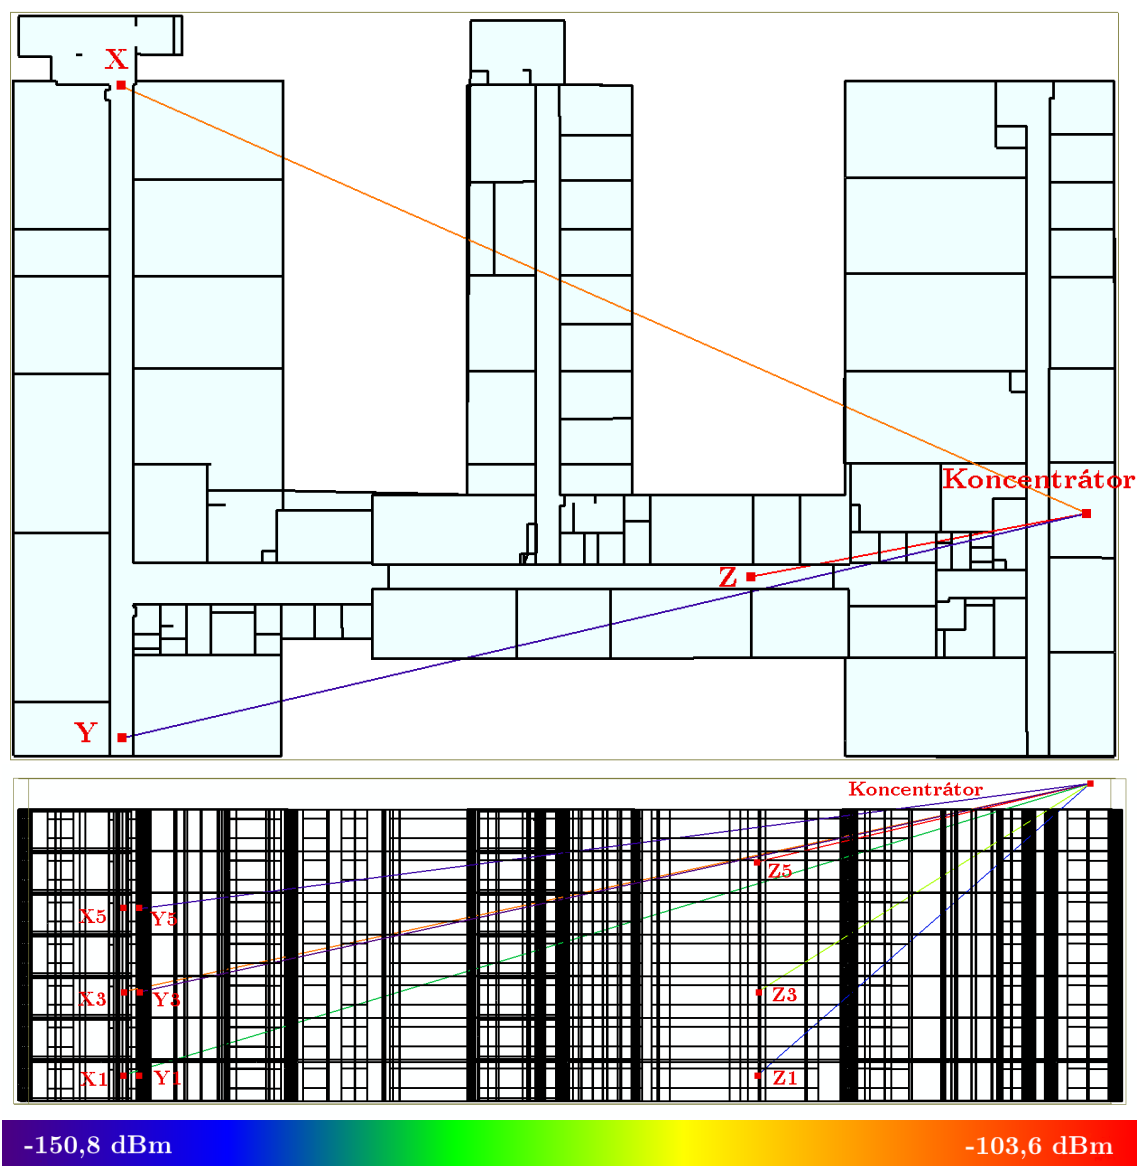 X
Koncentrátor
Z
Y
Koncentrátor
Z5
X5 Y5
X3 Y3 Z3
X1 Y1 Z1
-150,8 dBm -103,6 dBm